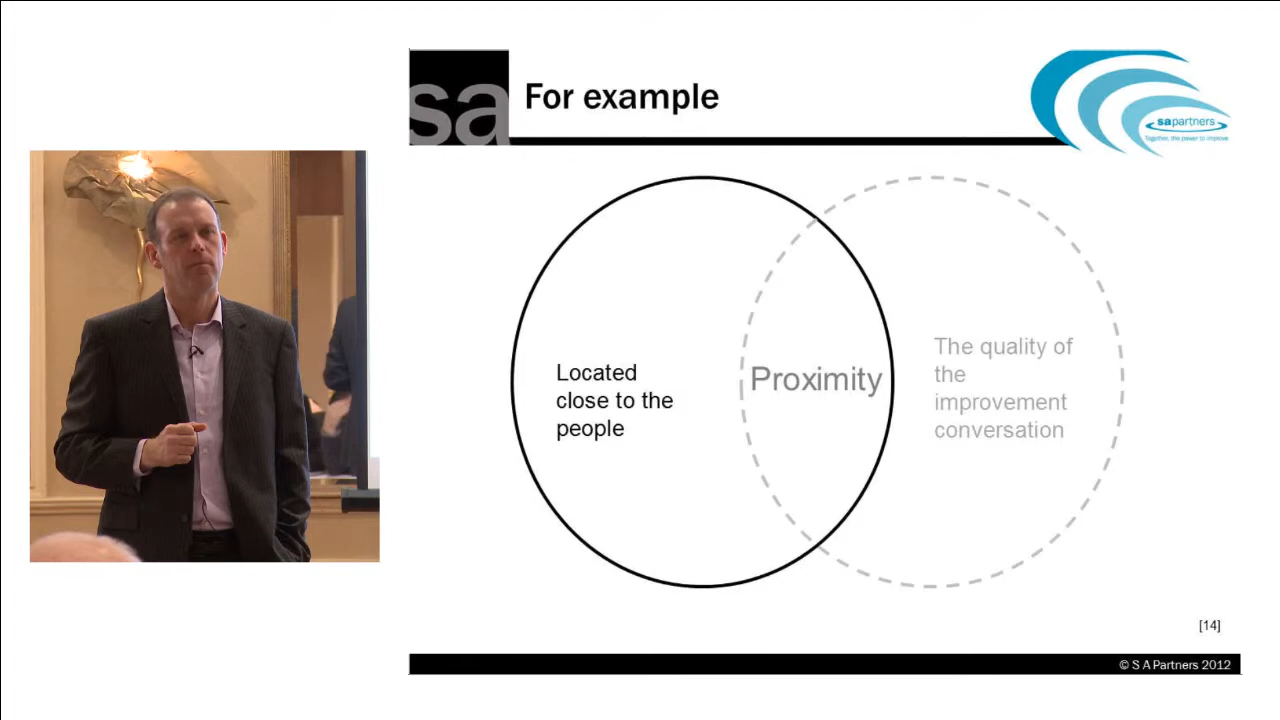 sa
For example
sapartners
Together, the power to improve
Located
close to the
people
Proximity
The quality of
the
improvement
conversation
[14]
© S A Partners 2012